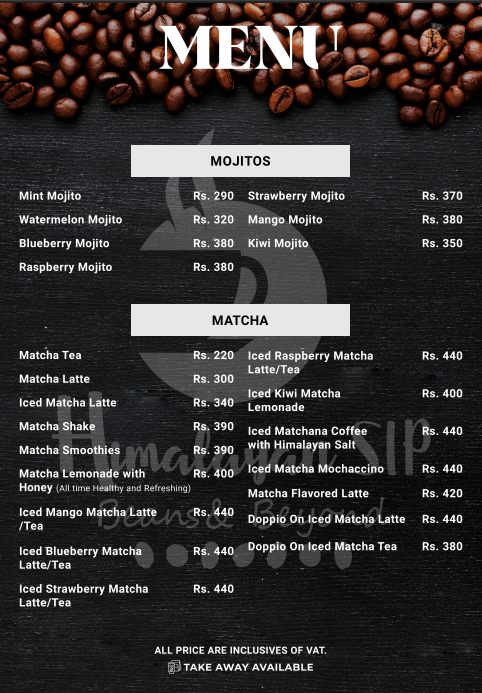 MENU
MOJITOS
Mint Mojito Rs. 290
Watermelon Mojito Rs. 320
Blueberry Mojito Rs. 380
Raspberry Mojito Rs. 380
Strawberry Mojito Rs. 370
Mango Mojito Rs. 380
Kiwi Mojito Rs. 350
MATCHA
Matcha Tea Rs. 220
Matcha Latte Rs. 300
Iced Matcha Latte Rs. 340
Matcha Shake Rs. 390
Matcha Smoothies Rs. 390
Matcha Lemonade with Rs. 400
Honey (All time Healthy and Refreshing)
Iced Mango Matcha Latte Rs. 440
/Tea
Iced Blueberry Matcha Rs. 440
Latte/Tea
Iced Strawberry Matcha Rs. 440
Latte/Tea
Iced Raspberry Matcha Rs. 440
Latte/Tea
Iced Kiwi Matcha Rs. 400
Lemonade
Iced Matchana Coffee Rs. 440
with Himalayan Salt
Iced Matcha Mochaccino Rs. 440
Matcha Flavored Latte Rs. 420
Doppio On Iced Matcha Latte Rs. 440
Doppio On Iced Matcha Tea Rs. 380
Himalayan SIP
Beans & Beyond
ALL PRICE ARE INCLUSIVES OF VAT.
TAKE AWAY AVAILABLE